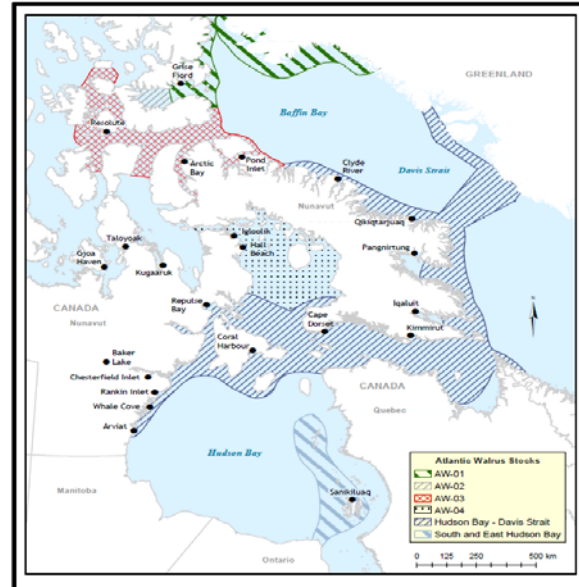 Grise
Fiord
GREENLAND
Baffin Bay
Resolute
Arctic
Bay
Pond
Inlet
Clyde
River
Davis Strait
Nunavut
Qikiqtarjuaq
Igloolik
Hall
Beach
Taloyoak
Pangnirtung
Gjoa
Haven
Kugaaruk
CANADA
Nunavut
Repulse
Bay
Iqaluit
Cape
Dorset
Kimmirut
Coral
Harbour
Baker
Lake
Chesterfield Inlet
Rankin Inlet
Whale Cove
Arviat
CANADA
Quebec
Hudson Bay
Manitoba
Sanikiluaq
Ontario
N
Atlantic Walrus Stocks
AW-01
AW-02
AW-03
AW-04
Hudson Bay - Davis Strait
South and East Hudson Bay
0 125 250 500 km